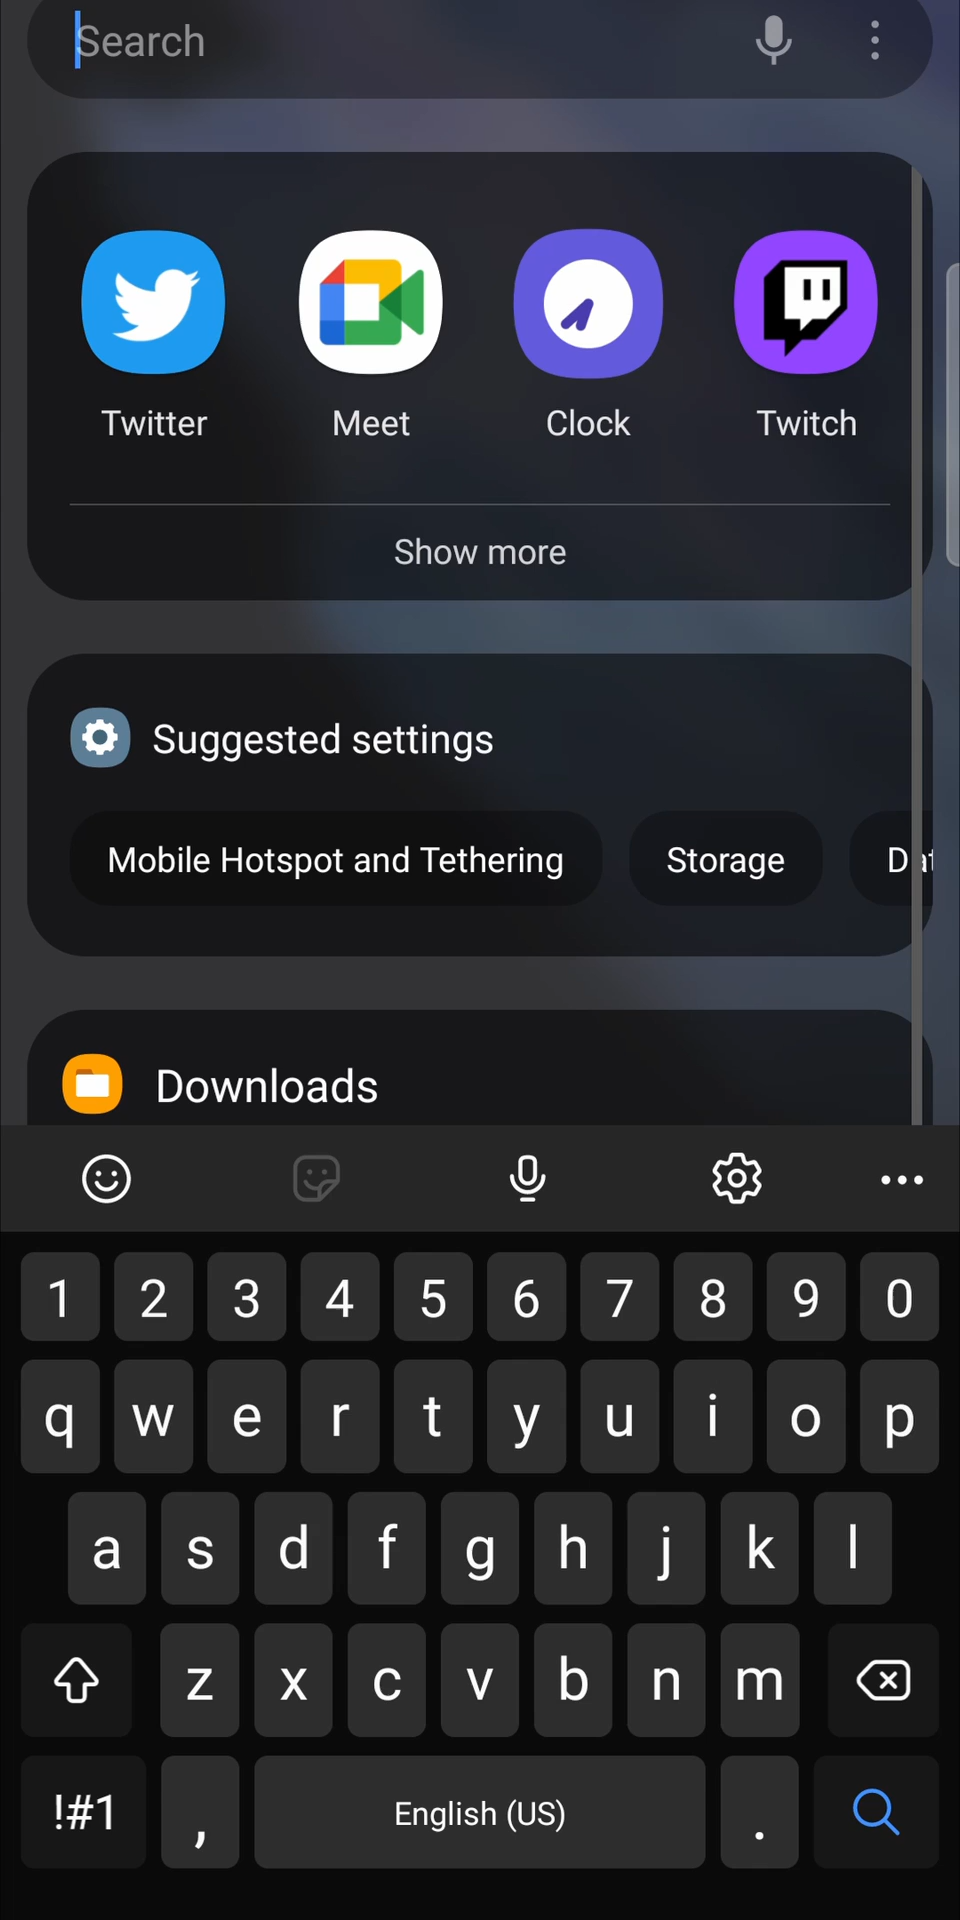 Search
Twitter Meet Clock Twitch
Show more
Suggested settings
Mobile Hotspot and Tethering Storage
Downloads
1 2 3 4 5 6 7 8 9 0
q w e r t y u i o p
a s d f g h j k l
z x c v b n m
!#1 , English (US) .